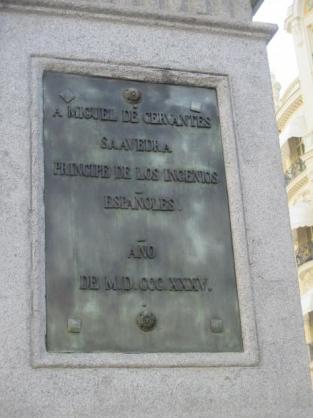 A MIGUEL DE CERVANTES
SAAVEDRA
PRINCIPE DE LOS INGENIOS
ESPAÑOLES.
AÑO
DE M.D.CCC.XXXV.